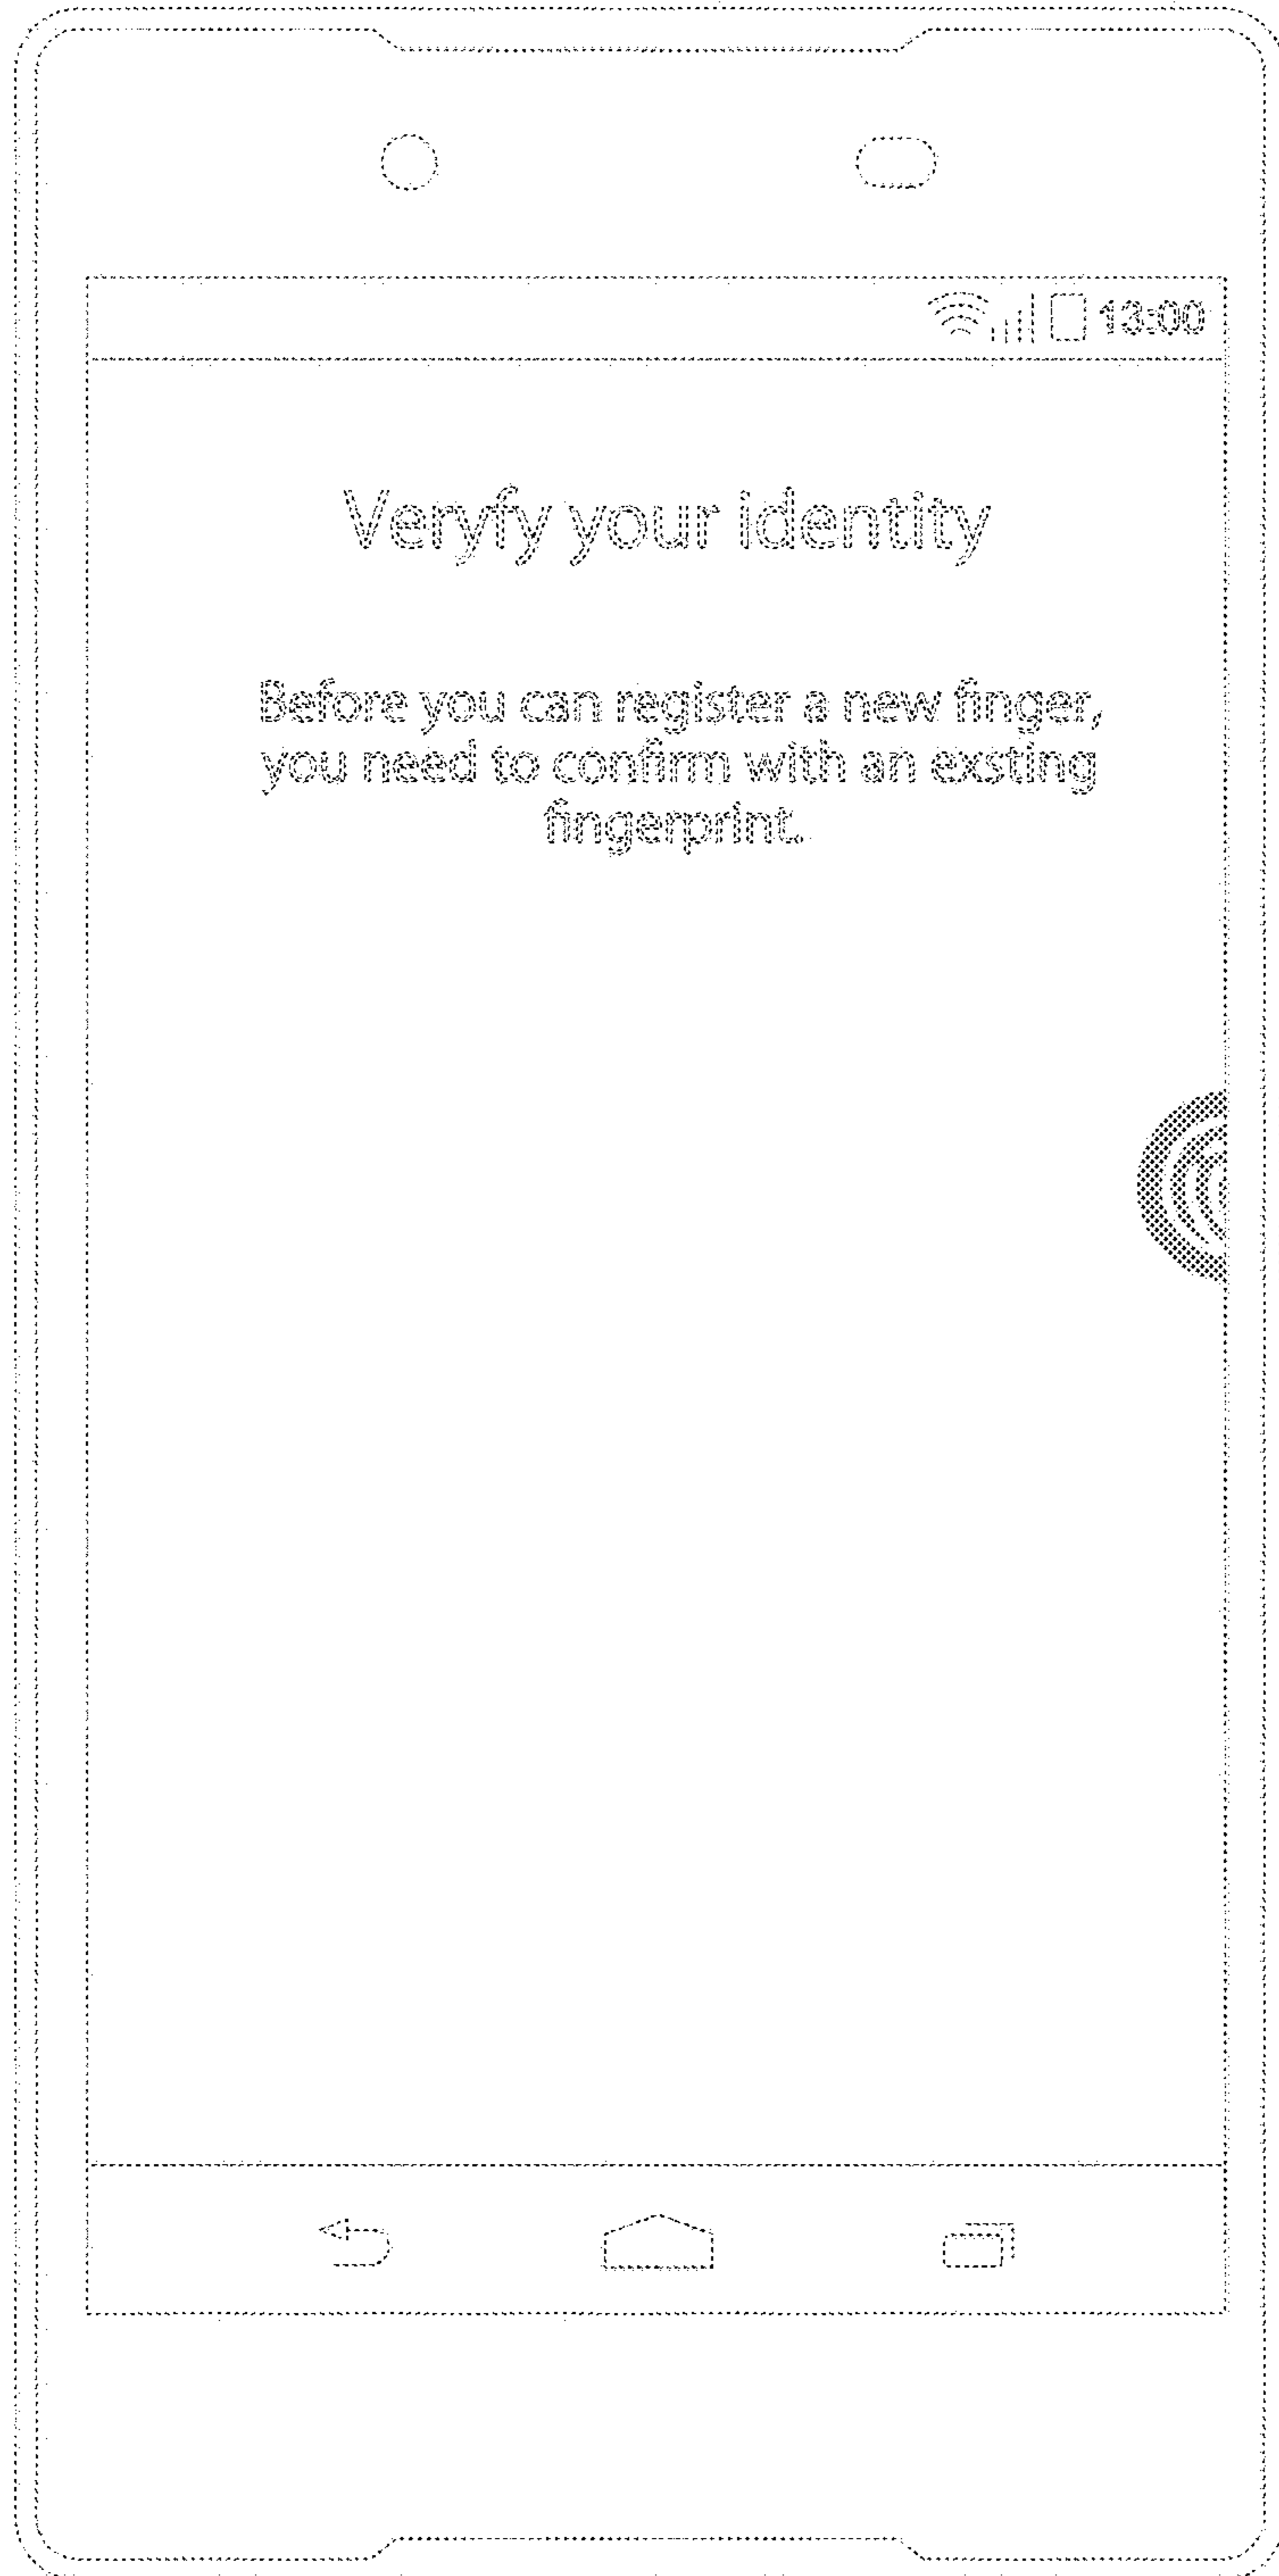 13:00
Veryfy your identity
Before you can register a new finger,
you need to confirm with an exsting
fingerprint.